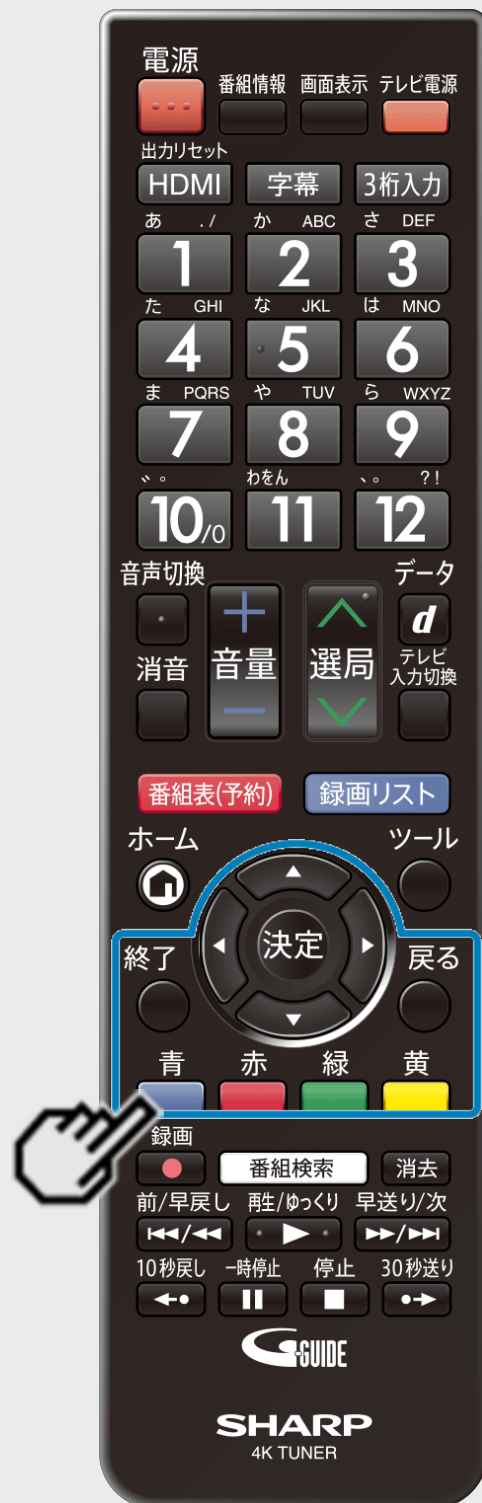 電源
番組情報 画面表示 テレビ電源
出力リセット
HDMI 字幕 3桁入力
あ ./ か ABC さ DEF
1 2 3
た GHI な JKL は MNO
4 5 6
ま PQRS や TUV ら WXYZ
7 8 9
゛゜ わをん 、。 ?!
10/0 11 12
音声切換 データ
+ d
消音 音量 選局 テレビ
入力切換
−
番組表(予約) 録画リスト
ホーム ツール
決定
終了 戻る
青 赤 緑 黄
録画
番組検索 消去
前/早戻し 再生/ゆっくり 早送り/次
10秒戻し 一時停止 停止 30秒送り
G-GUIDE
SHARP
4K TUNER